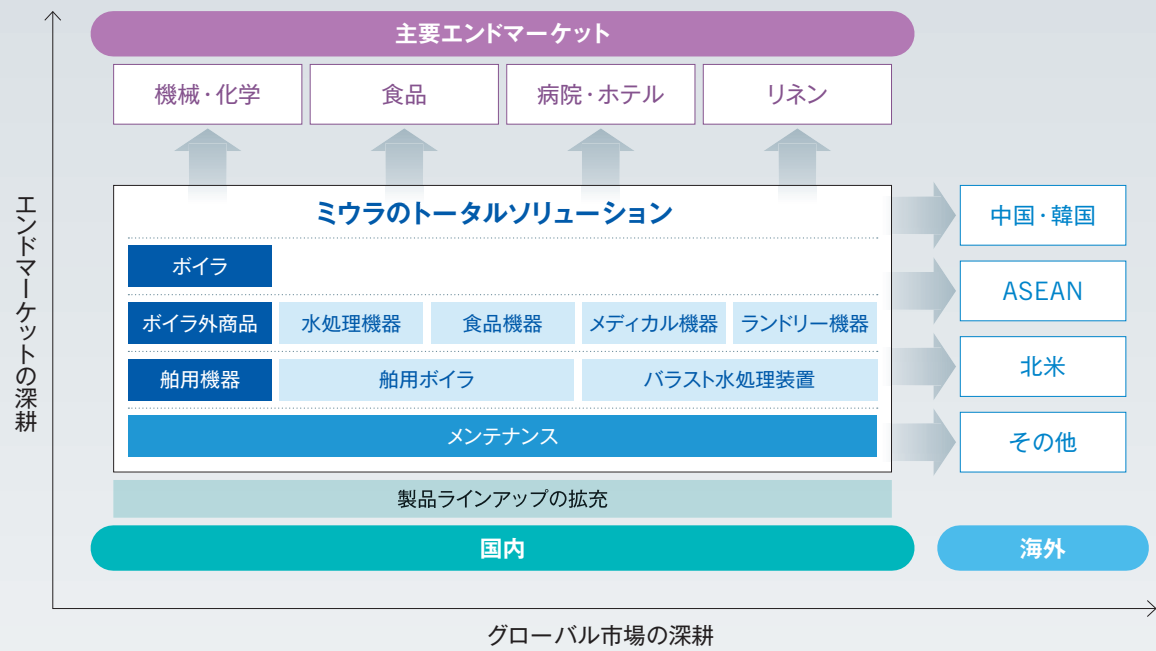 主要エンドマーケット
機械・化学
食品
病院・ホテル
リネン
エンドマーケットの深耕
ミウラのトータルソリューション
ボイラ
ボイラ外商品
水処理機器
食品機器
メディカル機器
ランドリー機器
舶用機器
舶用ボイラ
バラスト水処理装置
メンテナンス
中国・韓国
ASEAN
北米
その他
製品ラインアップの拡充
国内
海外
グローバル市場の深耕